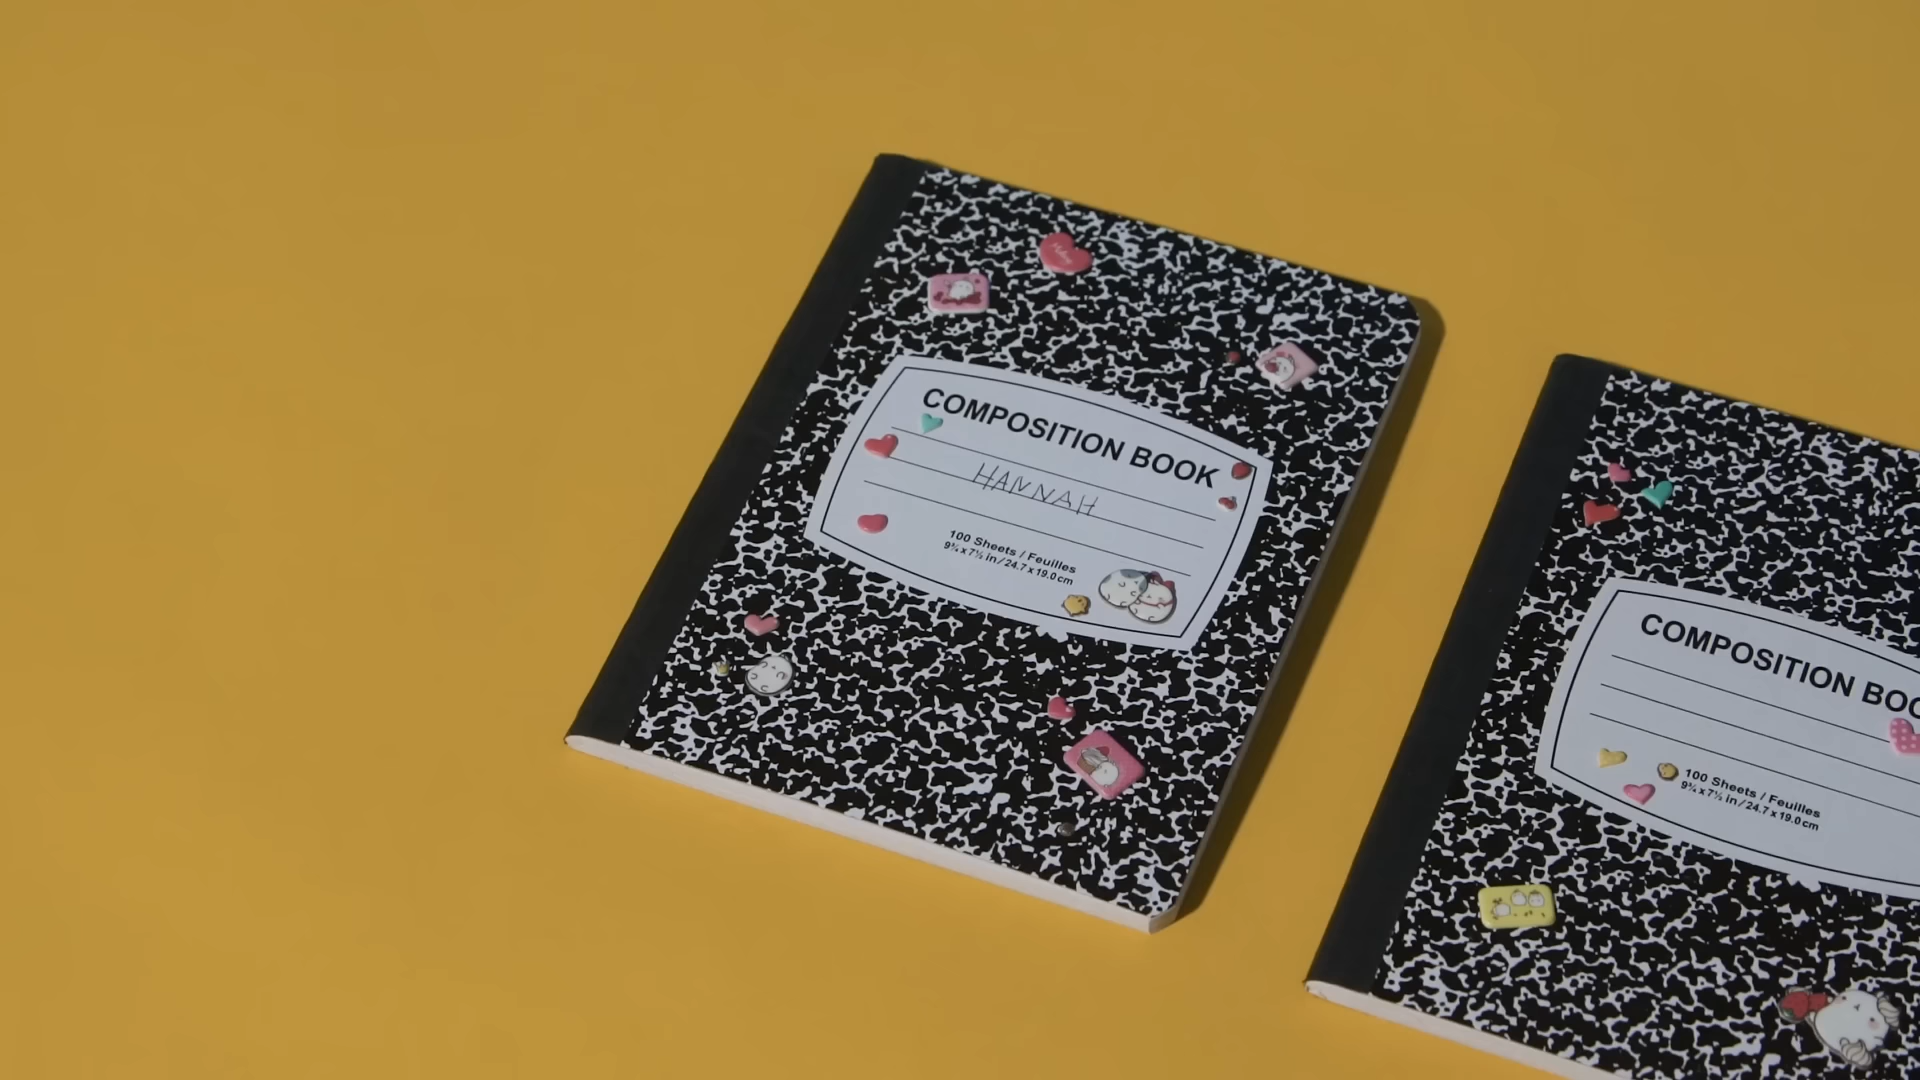 COMPOSITION BOOK
HANNAH
100 Sheets / Feuilles
9¾ x 7½ in / 24.7 x 19.0 cm
COMPOSITION
100 Sheets / Feuilles
9¾ x 7½ in / 24.7 x 19.0 cm